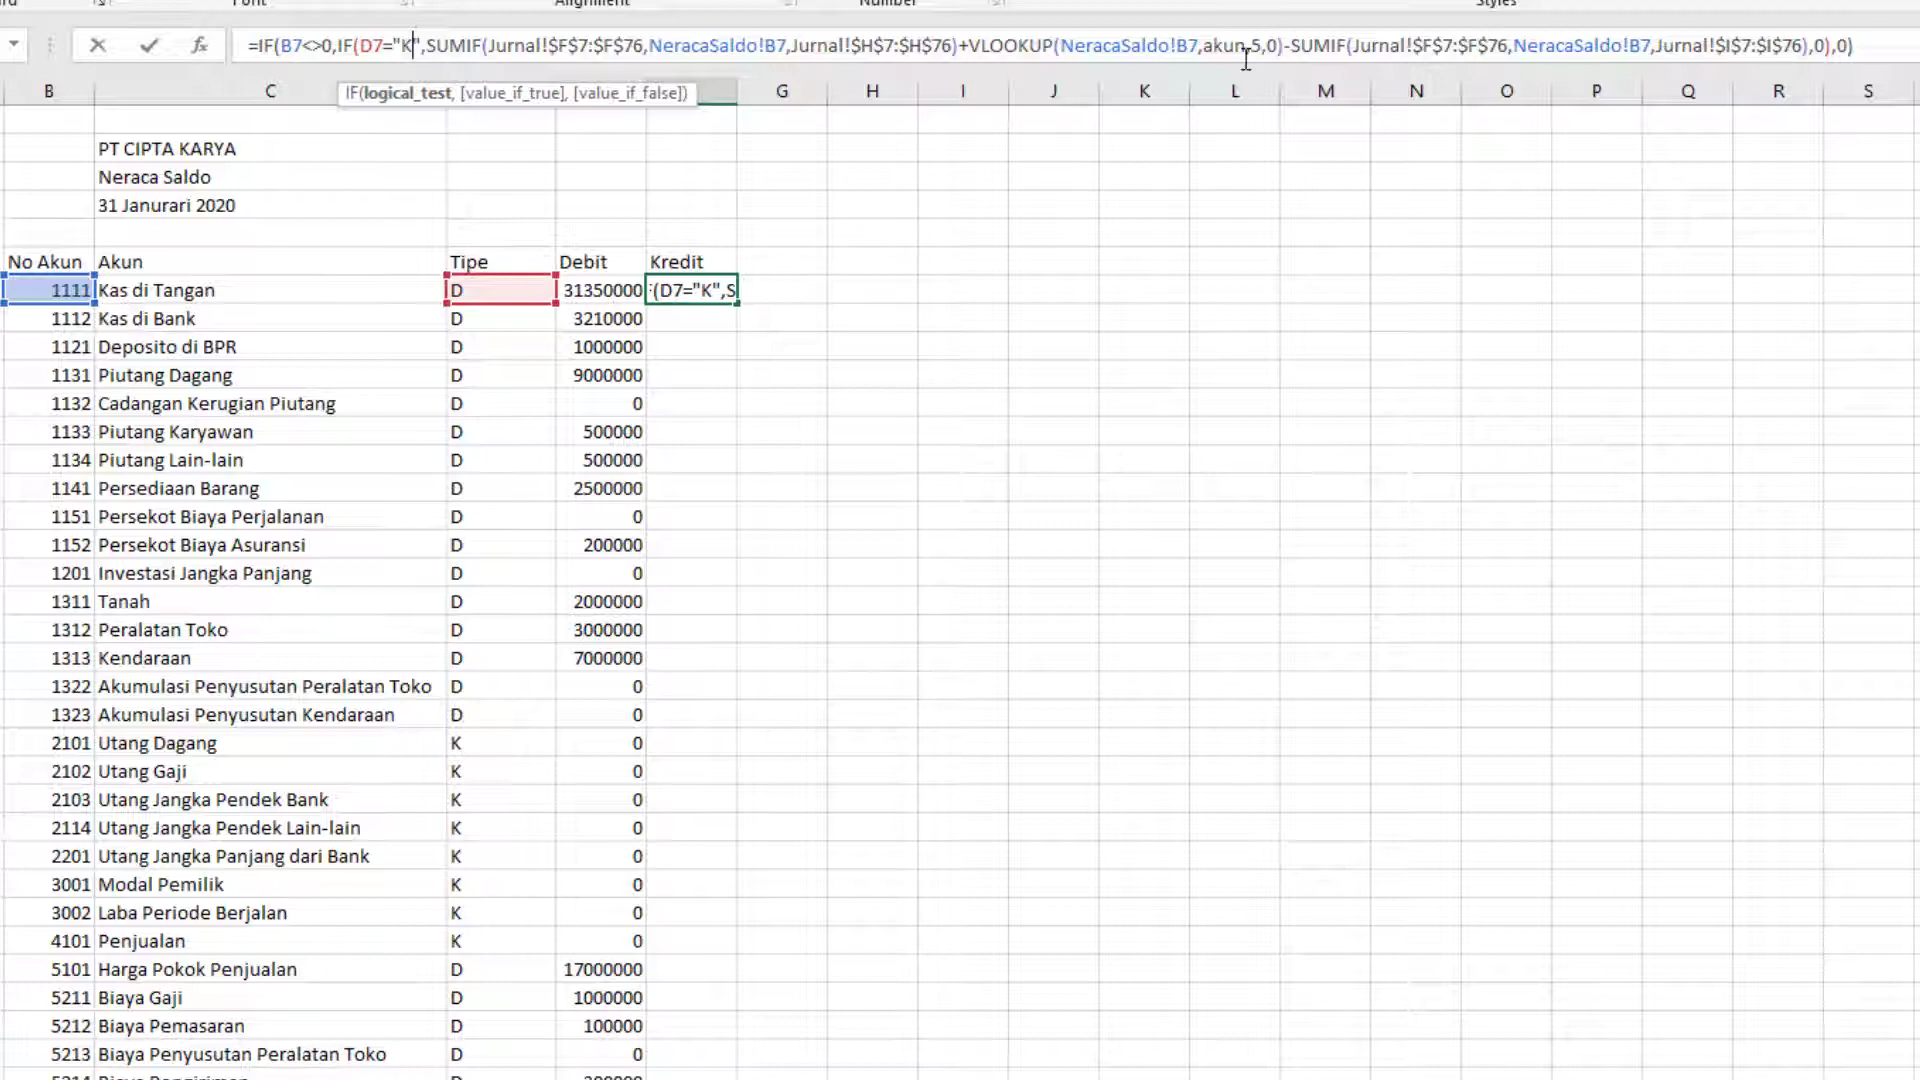 Font Alignment Number Styles
=IF(B7<>0,IF(D7="K",SUMIF(Jurnal!$F$7:$F$76,NeracaSaldo!B7,Jurnal!$H$7:$H$76)+VLOOKUP(NeracaSaldo!B7,akun,5,0)-SUMIF(Jurnal!$F$7:$F$76,NeracaSaldo!B7,Jurnal!$I$7:$I$76),0),0)
B C IF(logical_test, [value_if_true], [value_if_false]) G H I J K L M N O P Q R S
PT CIPTA KARYA
Neraca Saldo
31 Janurari 2020
No Akun Akun Tipe Debit Kredit
1111 Kas di Tangan D 31350000 (D7="K",S
1112 Kas di Bank D 3210000
1121 Deposito di BPR D 1000000
1131 Piutang Dagang D 9000000
1132 Cadangan Kerugian Piutang D 0
1133 Piutang Karyawan D 500000
1134 Piutang Lain-lain D 500000
1141 Persediaan Barang D 2500000
1151 Persekot Biaya Perjalanan D 0
1152 Persekot Biaya Asuransi D 200000
1201 Investasi Jangka Panjang D 0
1311 Tanah D 2000000
1312 Peralatan Toko D 3000000
1313 Kendaraan D 7000000
1322 Akumulasi Penyusutan Peralatan Toko D 0
1323 Akumulasi Penyusutan Kendaraan D 0
2101 Utang Dagang K 0
2102 Utang Gaji K 0
2103 Utang Jangka Pendek Bank K 0
2114 Utang Jangka Pendek Lain-lain K 0
2201 Utang Jangka Panjang dari Bank K 0
3001 Modal Pemilik K 0
3002 Laba Periode Berjalan K 0
4101 Penjualan K 0
5101 Harga Pokok Penjualan D 17000000
5211 Biaya Gaji D 1000000
5212 Biaya Pemasaran D 100000
5213 Biaya Penyusutan Peralatan Toko D 0